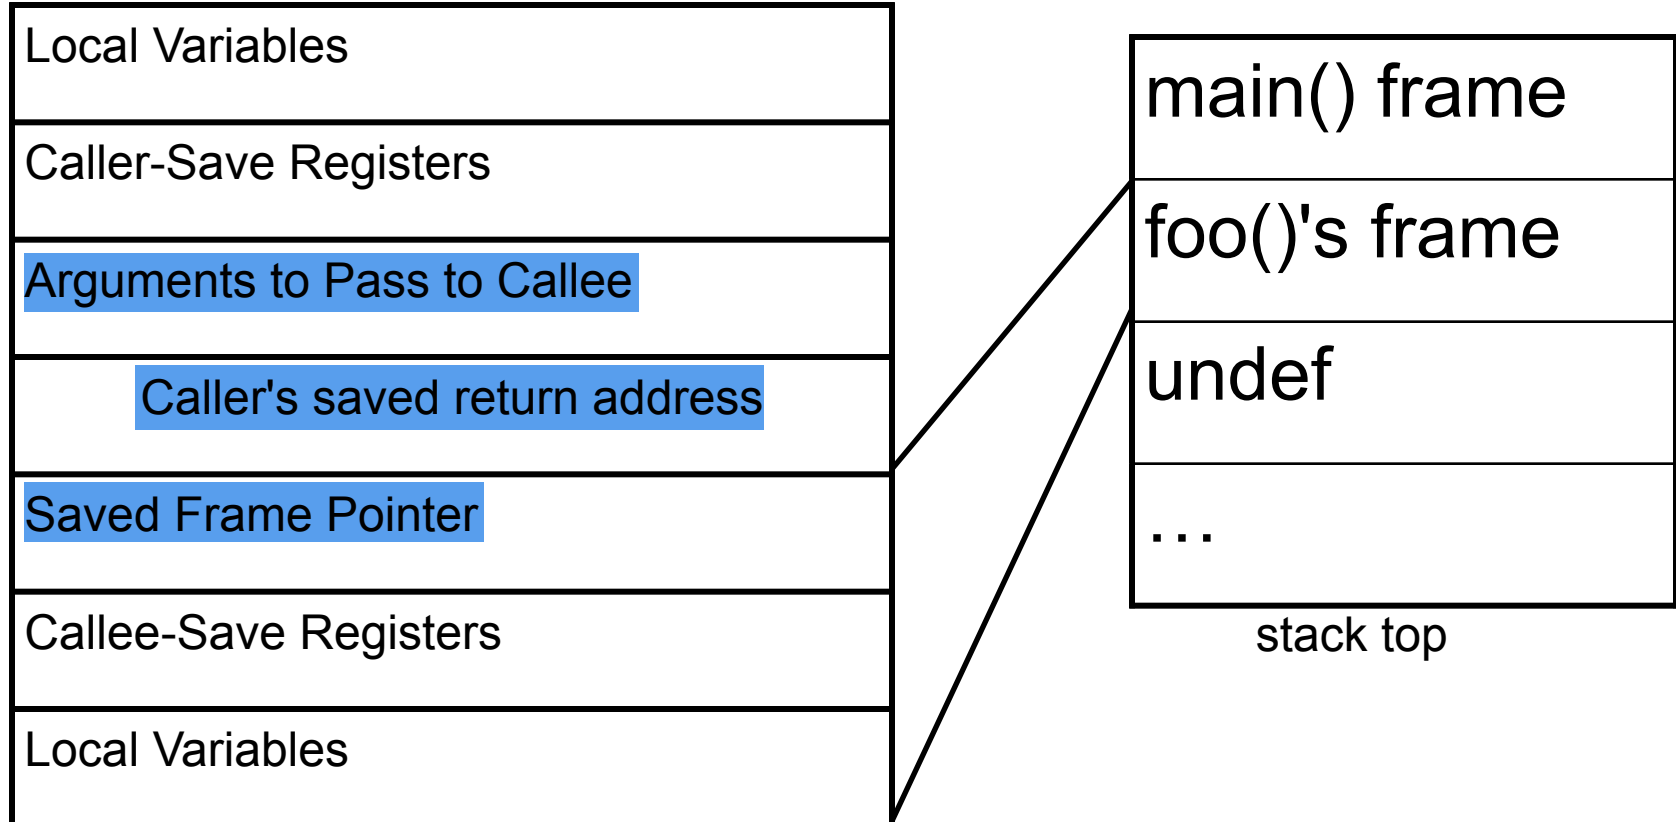 Local Variables
Caller-Save Registers
Arguments to Pass to Callee
Caller's saved return address
Saved Frame Pointer
Callee-Save Registers
Local Variables
main() frame
foo()'s frame
undef
…
stack top